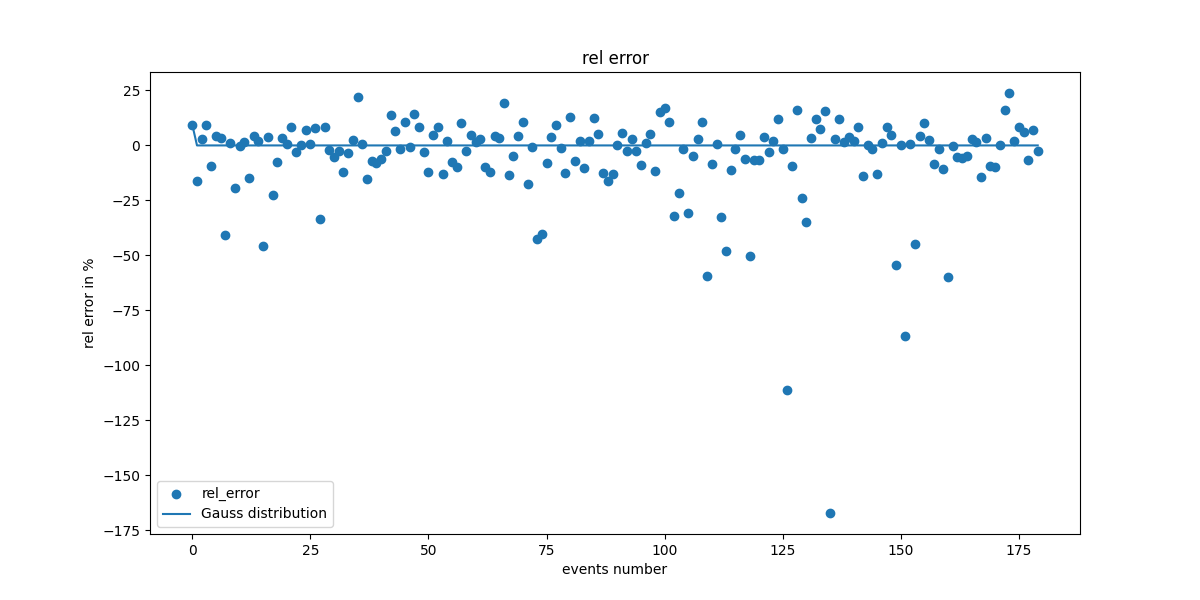 rel error
rel error in %
25
0
−25
−50
−75
−100
−125
−150
−175
rel_error
Gauss distribution
0 25 50 75 100 125 150 175
events number